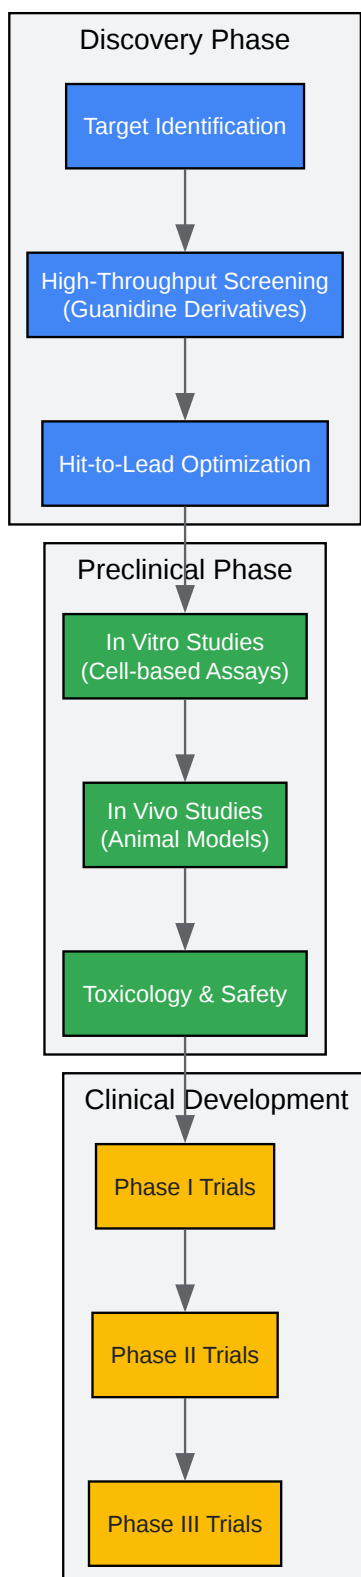 Discovery Phase
Target Identification
High-Throughput Screening
(Guanidine Derivatives)
Hit-to-Lead Optimization
Preclinical Phase
In Vitro Studies
(Cell-based Assays)
In Vivo Studies
(Animal Models)
Toxicology & Safety
Clinical Development
Phase I Trials
Phase II Trials
Phase III Trials